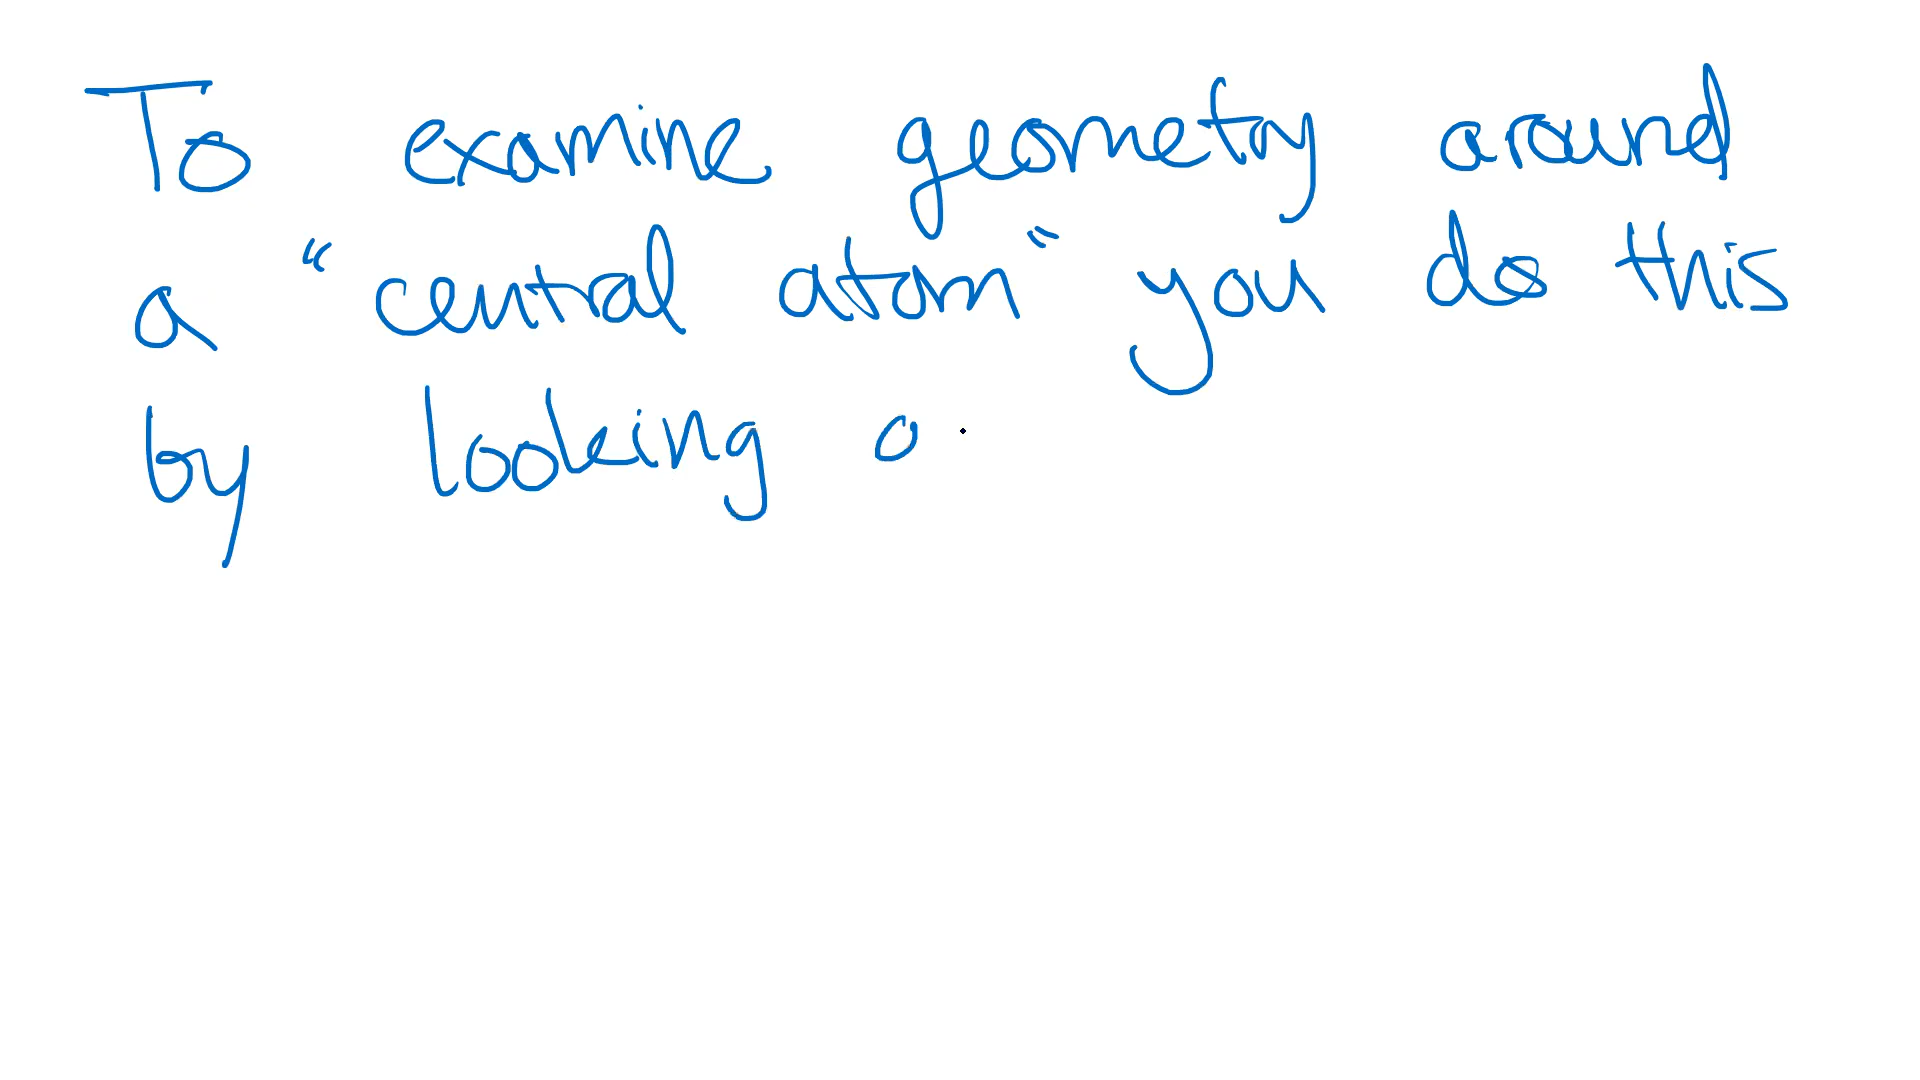 To examine geometry around
a "central atom" you do this
by looking o